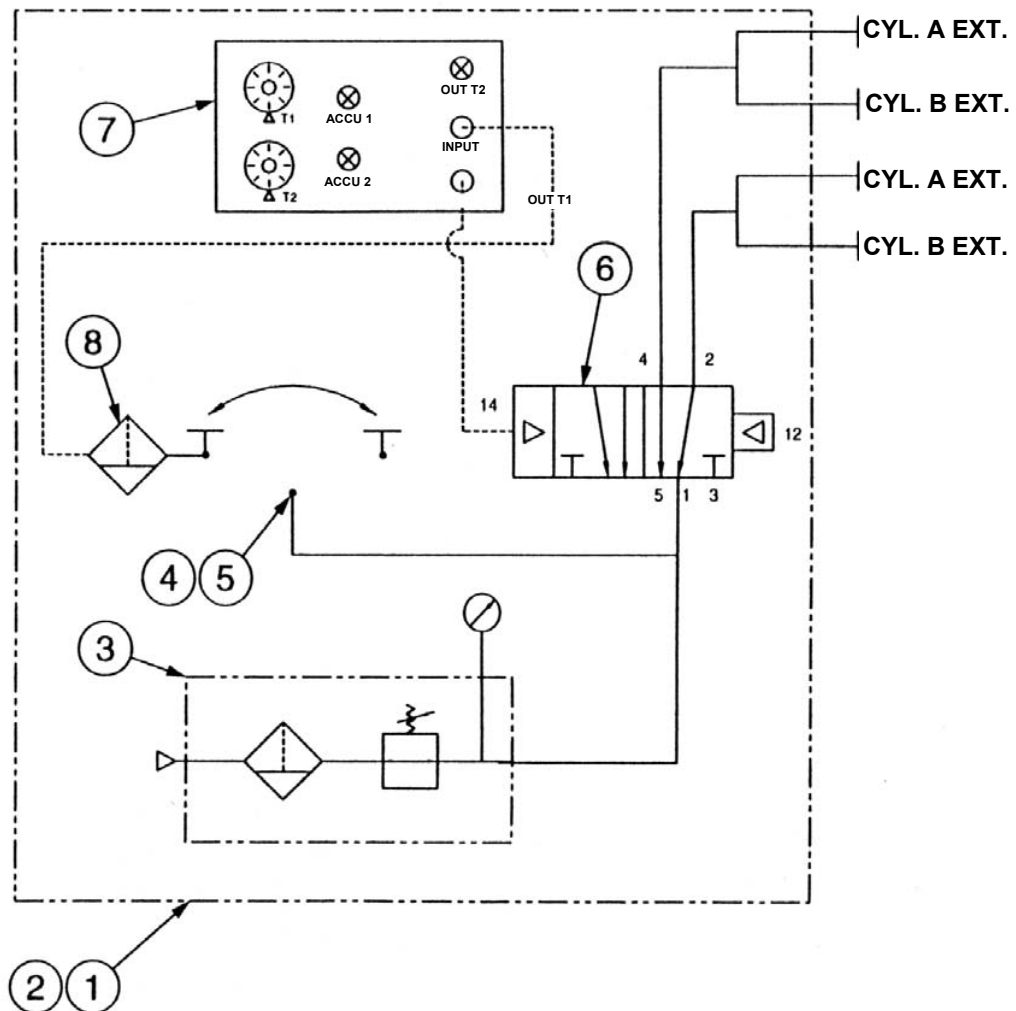 CYL. A EXT.
OUT T2
T1
ACCU 1
7
CYL. B EXT.
INPUT
ACCU 2
CYL. A EXT.
T2
OUT T1
CYL. B EXT.
6
8
4 2
14
12
5 1 3
4 5
3
2 1